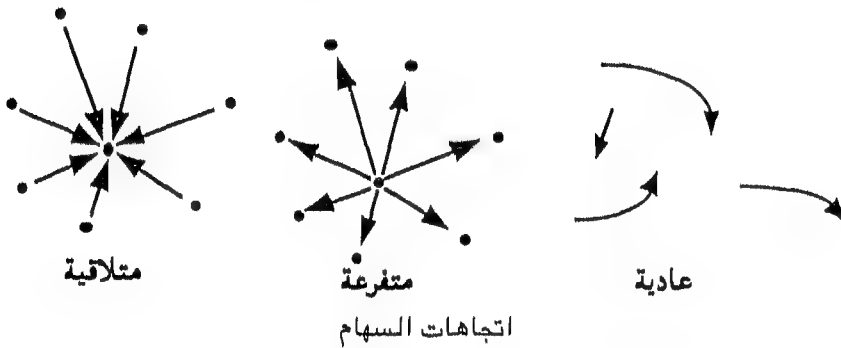 عادية
متفرعة
متلاقية
اتجاهات السهام